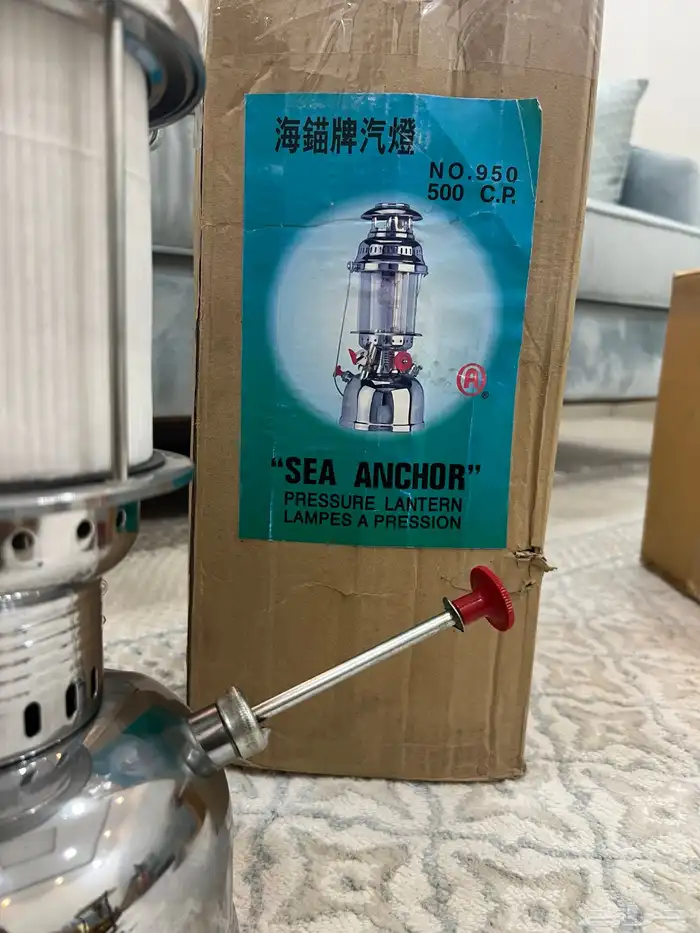 海錨牌汽燈
NO.950
500 C.P.
A
®
"SEA ANCHOR"
PRESSURE LANTERN
LAMPES A PRESSION